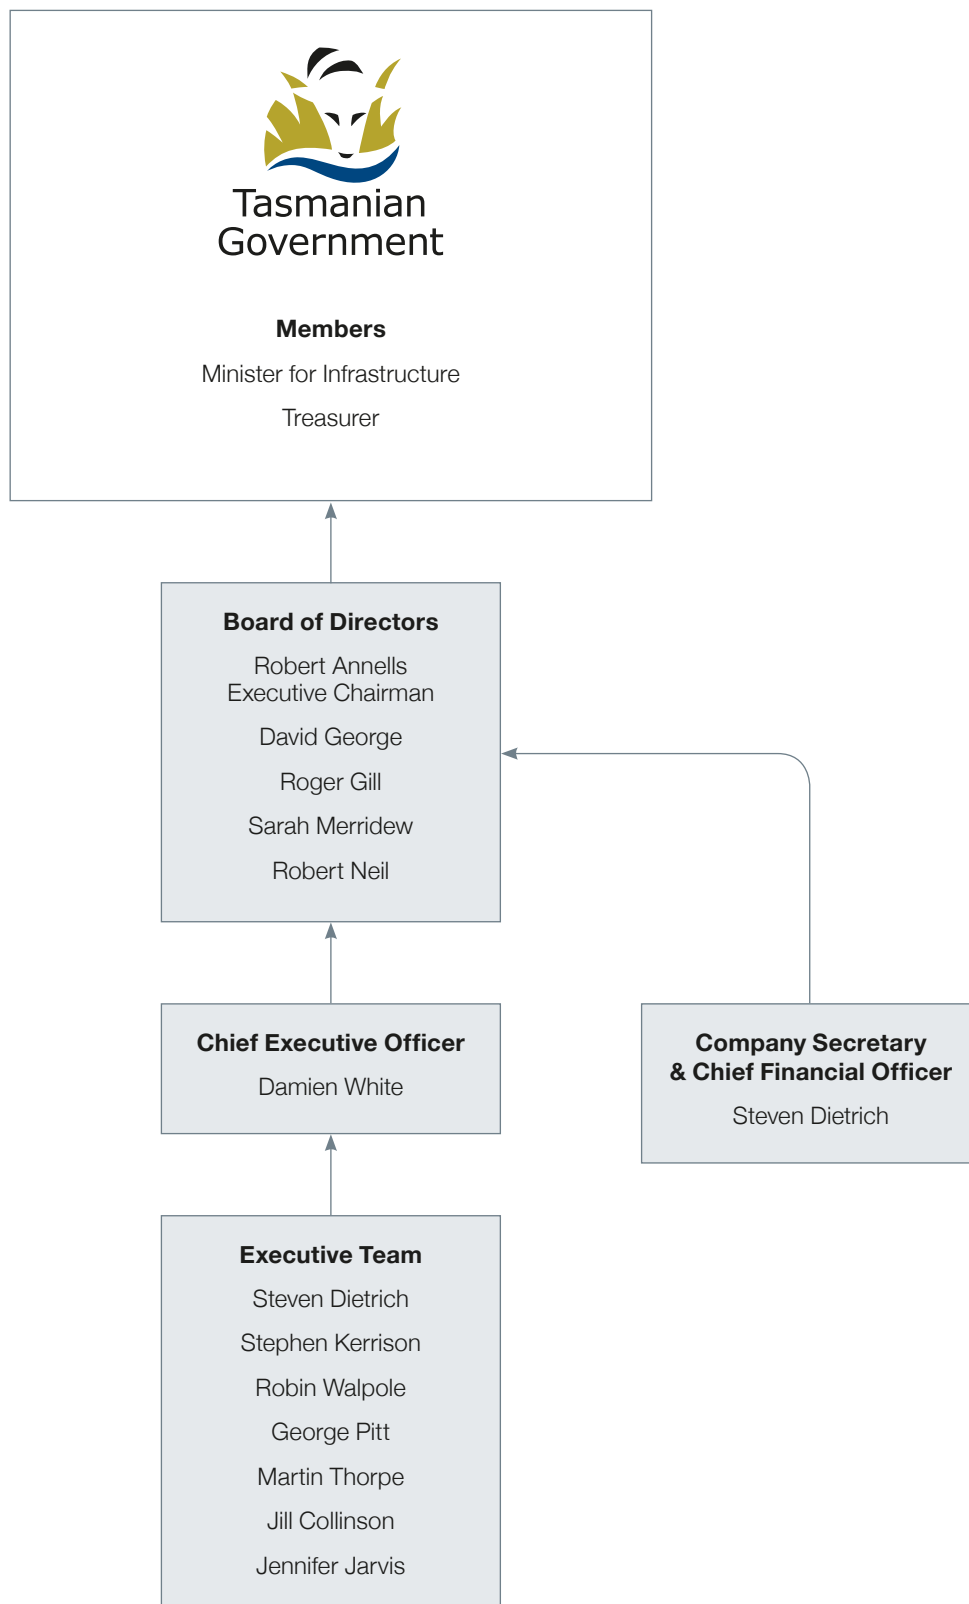 Tasmanian
Government
Members
Minister for Infrastructure
Treasurer
Board of Directors
Robert Annells
Executive Chairman
David George
Roger Gill
Sarah Merridew
Robert Neil
Chief Executive Officer
Damien White
Company Secretary
& Chief Financial Officer
Steven Dietrich
Executive Team
Steven Dietrich
Stephen Kerrison
Robin Walpole
George Pitt
Martin Thorpe
Jill Collinson
Jennifer Jarvis